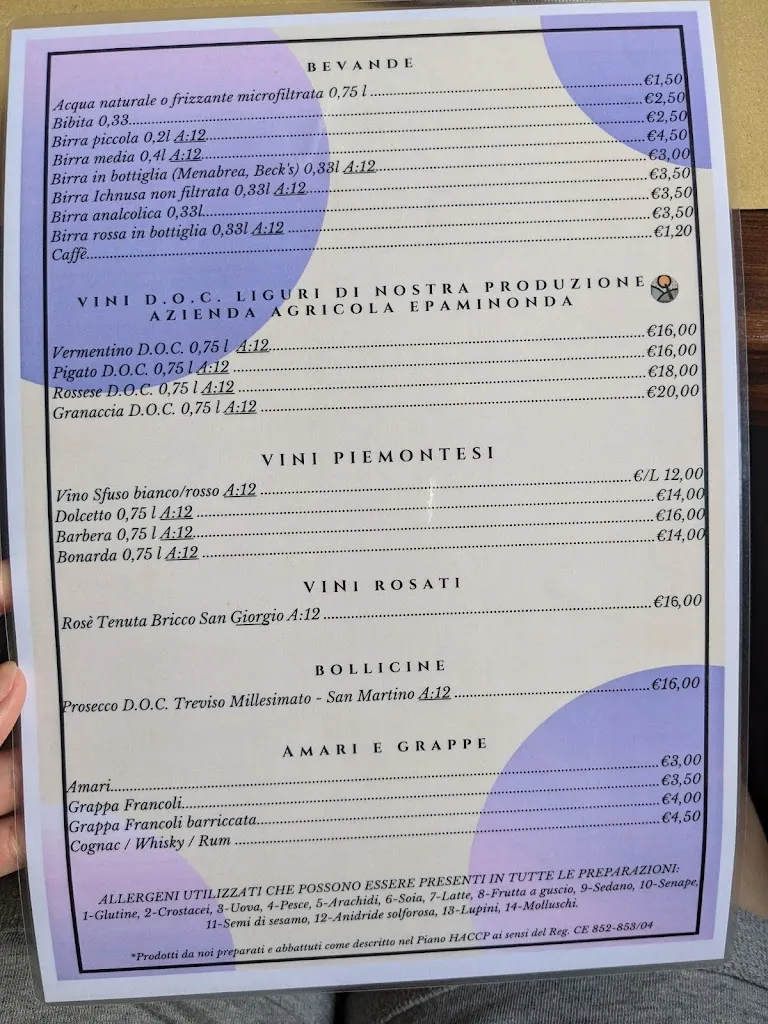 BEVANDE
Acqua naturale o frizzante microfiltrata 0,75 l ........ €1,50
Bibita 0,33........ €2,50
Birra piccola 0,2l A:12........ €2,50
Birra media 0,4l A:12........ €4,50
Birra in bottiglia (Menabrea, Beck's) 0,33l A:12........ €3,00
Birra Ichnusa non filtrata 0,33l A:12........ €3,50
Birra analcolica 0,33l........ €3,50
Birra rossa in bottiglia 0,33l A:12 ........ €3,50
Caffè........ €1,20
VINI D.O.C. LIGURI DI NOSTRA PRODUZIONE
AZIENDA AGRICOLA EPAMINONDA
Vermentino D.O.C. 0,75 l A:12........ €16,00
Pigato D.O.C. 0,75 l A:12 ........ €16,00
Rossese D.O.C. 0,75 l A:12 ........ €18,00
Granaccia D.O.C. 0,75 l A:12 ........ €20,00
VINI PIEMONTESI
Vino Sfuso bianco/rosso A:12 ........ €/L 12,00
Dolcetto 0,75 l A:12 ........ €14,00
Barbera 0,75 l A:12 ........ €16,00
Bonarda 0,75 l A:12 ........ €14,00
VINI ROSATI
Rosè Tenuta Bricco San Giorgio A:12 ........ €16,00
BOLLICINE
Prosecco D.O.C. Treviso Millesimato - San Martino A:12 ........ €16,00
AMARI E GRAPPE
Amari........ €3,00
Grappa Francoli........ €3,50
Grappa Francoli barriccata........ €4,00
Cognac / Whisky / Rum ........ €4,50
ALLERGENI UTILIZZATI CHE POSSONO ESSERE PRESENTI IN TUTTE LE PREPARAZIONI:
1-Glutine, 2-Crostacei, 3-Uova, 4-Pesce, 5-Arachidi, 6-Soia, 7-Latte, 8-Frutta a guscio, 9-Sedano, 10-Senape,
11-Semi di sesamo, 12-Anidride solforosa, 13-Lupini, 14-Molluschi.
*Prodotti da noi preparati e abbattuti come descritto nel Piano HACCP ai sensi del Reg. CE 852-853/04